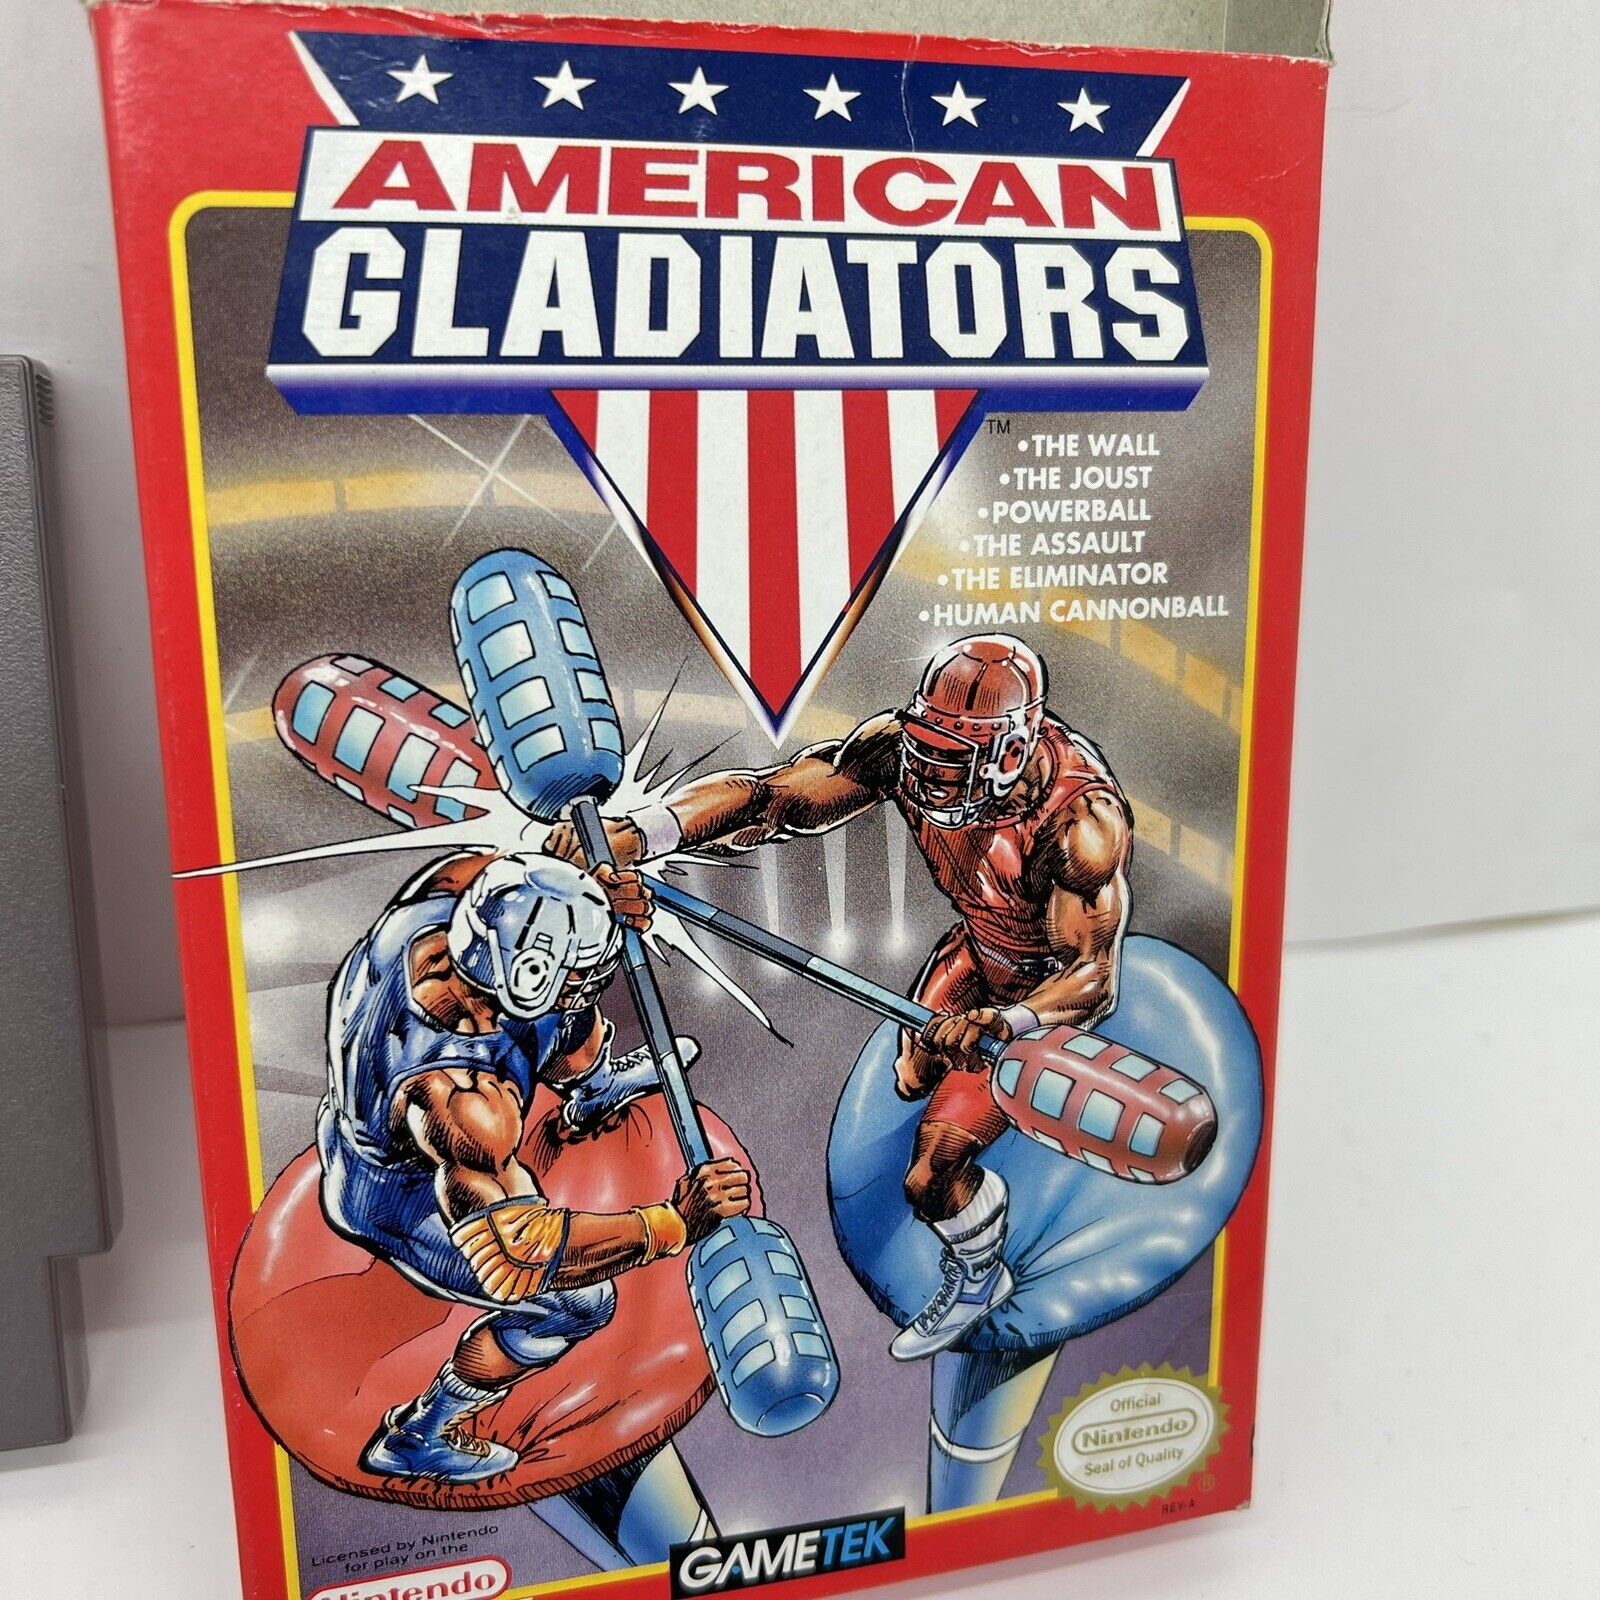 AMERICAN
GLADIATORS
TM
•THE WALL
•THE JOUST
•POWERBALL
•THE ASSAULT
•THE ELIMINATOR
•HUMAN CANNONBALL
Official
Nintendo
Seal of Quality
®
REV-A
Licensed by Nintendo
for play on the
Nintendo
GAMETEK